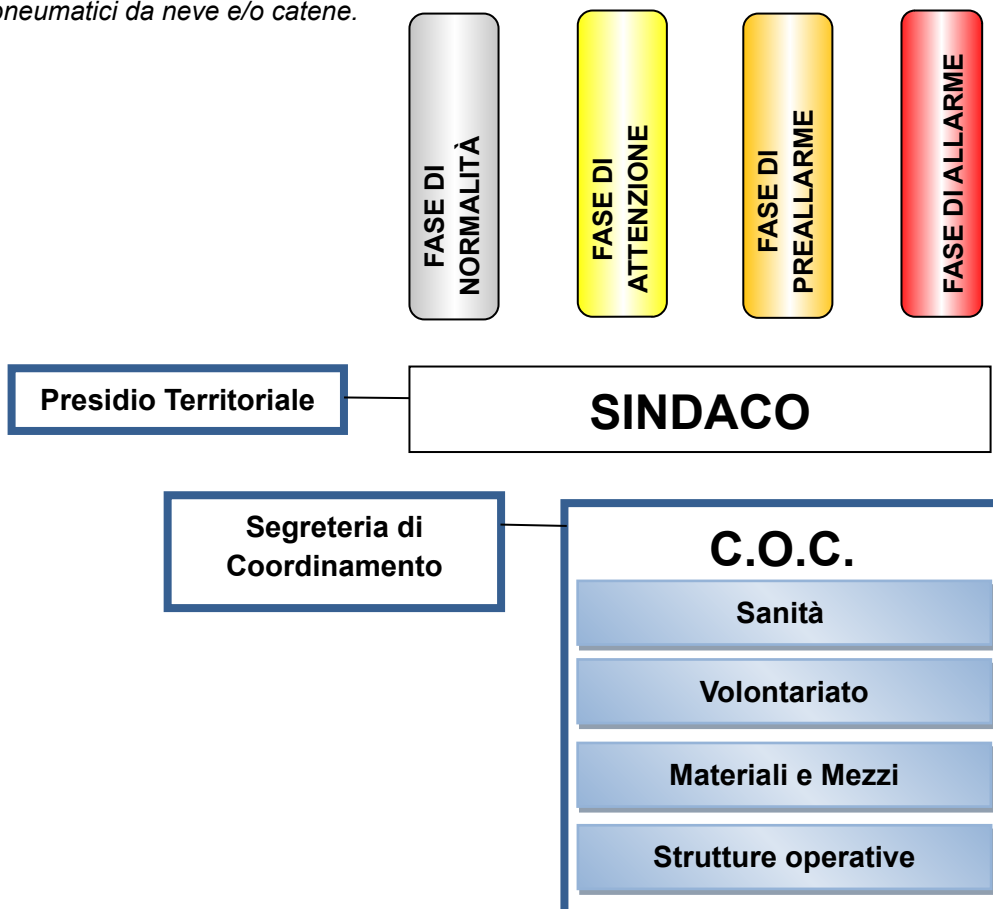 pneumatici da neve e/o catene.
FASE DI
NORMALITÀ
FASE DI
ATTENZIONE
FASE DI
PREALLARME
FASE DI ALLARME
Presidio Territoriale
SINDACO
Segreteria di
Coordinamento
C.O.C.
Sanità
Volontariato
Materiali e Mezzi
Strutture operative